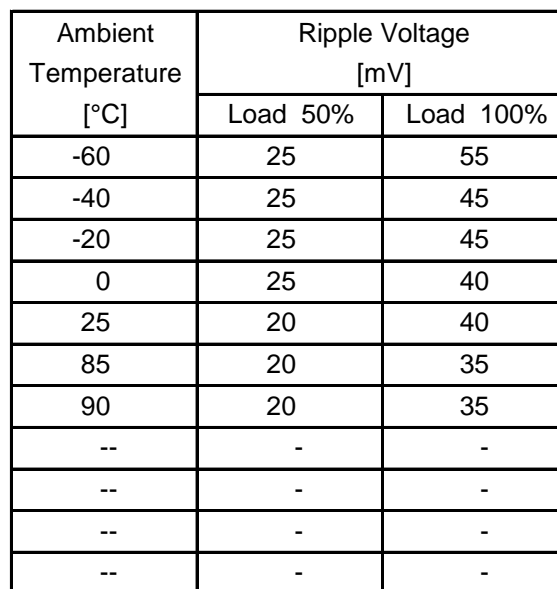 Ambient Temperature [°C] Ripple Voltage [mV]
Load 50% Load 100%
-60 25 55
-40 25 45
-20 25 45
0 25 40
25 20 40
85 20 35
90 20 35
-- - -
-- - -
-- - -
-- - -